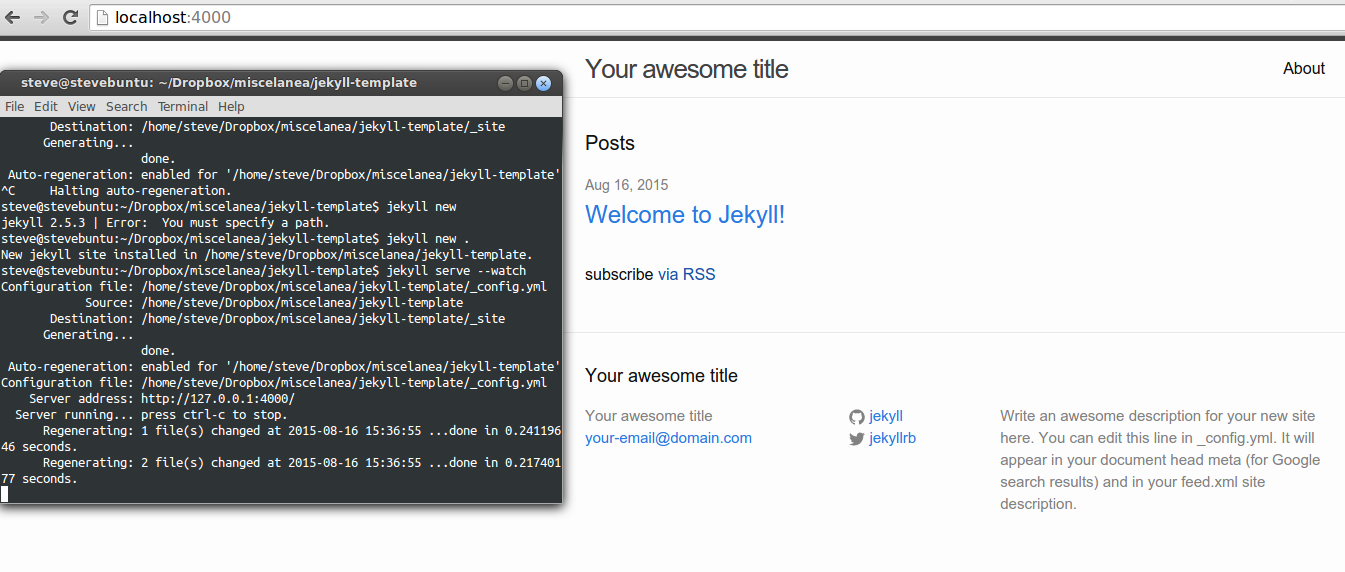 localhost:4000
steve@stevebuntu: ~/Dropbox/miscelanea/jekyll-template
File Edit View Search Terminal Help
Destination: /home/steve/Dropbox/miscelanea/jekyll-template/_site
Generating...
done.
Auto-regeneration: enabled for '/home/steve/Dropbox/miscelanea/jekyll-template'
^C     Halting auto-regeneration.
steve@stevebuntu:~/Dropbox/miscelanea/jekyll-template$ jekyll new
jekyll 2.5.3 | Error:  You must specify a path.
steve@stevebuntu:~/Dropbox/miscelanea/jekyll-template$ jekyll new .
New jekyll site installed in /home/steve/Dropbox/miscelanea/jekyll-template.
steve@stevebuntu:~/Dropbox/miscelanea/jekyll-template$ jekyll serve --watch
Configuration file: /home/steve/Dropbox/miscelanea/jekyll-template/_config.yml
Source: /home/steve/Dropbox/miscelanea/jekyll-template
Destination: /home/steve/Dropbox/miscelanea/jekyll-template/_site
Generating...
done.
Auto-regeneration: enabled for '/home/steve/Dropbox/miscelanea/jekyll-template'
Configuration file: /home/steve/Dropbox/miscelanea/jekyll-template/_config.yml
Server address: http://127.0.0.1:4000/
Server running... press ctrl-c to stop.
Regenerating: 1 file(s) changed at 2015-08-16 15:36:55 ...done in 0.241196
46 seconds.
Regenerating: 2 file(s) changed at 2015-08-16 15:36:55 ...done in 0.217401
77 seconds.
Your awesome title
About
Posts
Aug 16, 2015
Welcome to Jekyll!
subscribe via RSS
Your awesome title
Your awesome title
your-email@domain.com
jekyll
jekyllrb
Write an awesome description for your new site
here. You can edit this line in _config.yml. It will
appear in your document head meta (for Google
search results) and in your feed.xml site
description.